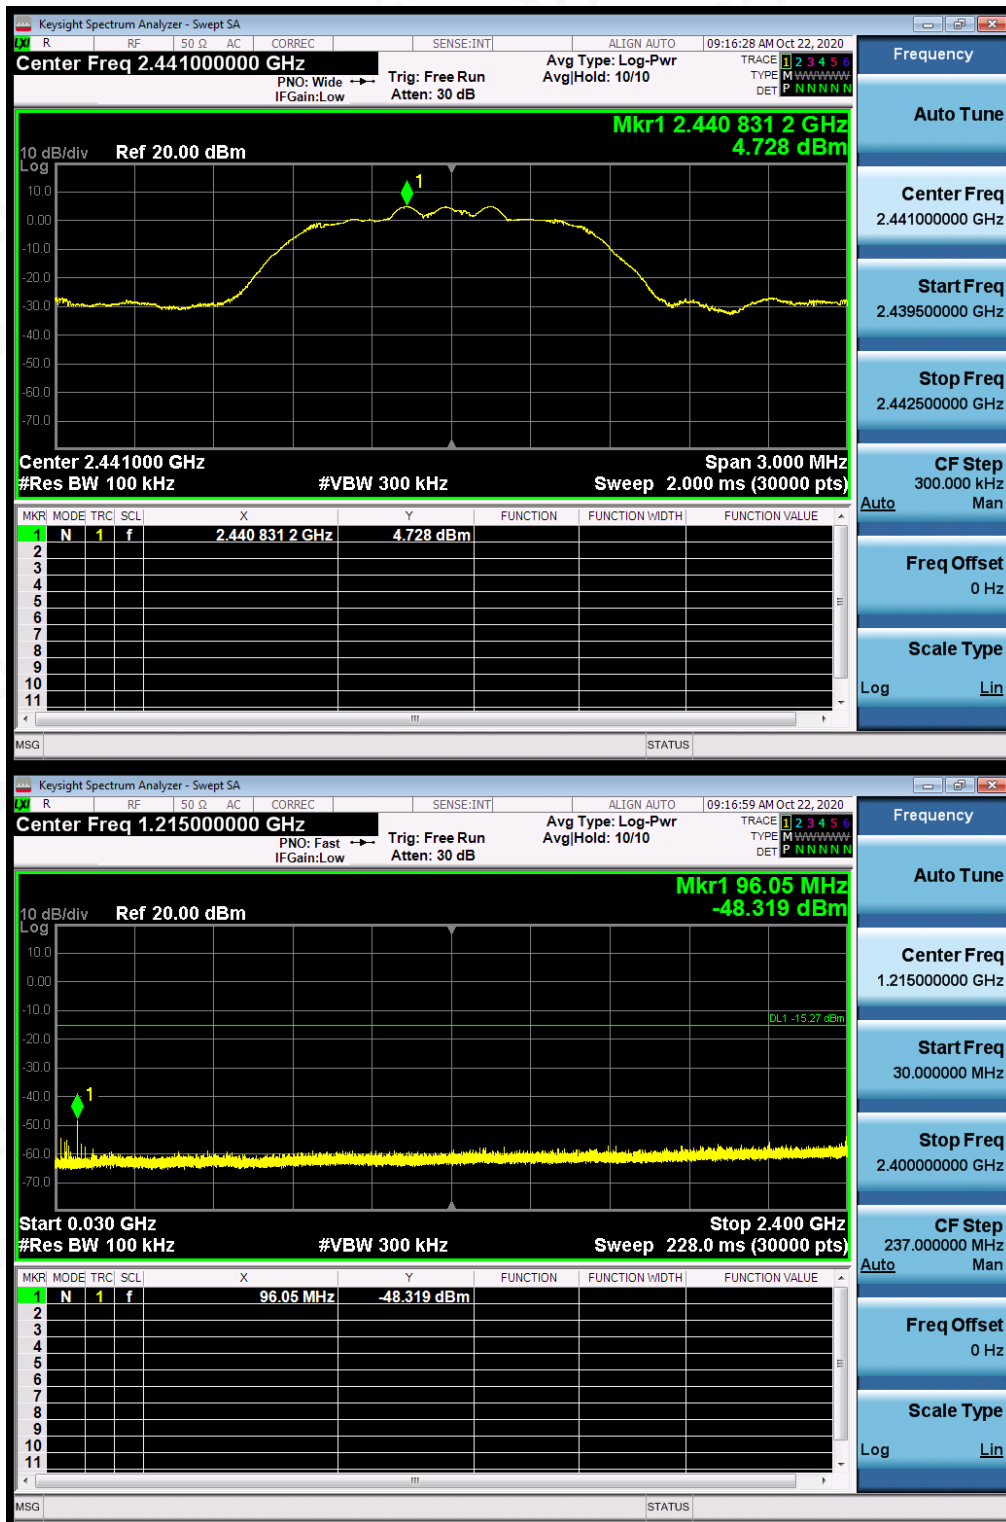 Keysight Spectrum Analyzer - Swept SA
LXI R RF 50 Ω AC CORREC SENSE:INT ALIGN AUTO 09:16:28 AM Oct 22, 2020
Center Freq 2.441000000 GHz
PNO: Wide
IFGain:Low
Trig: Free Run
Atten: 30 dB
Avg Type: Log-Pwr
Avg|Hold: 10/10
TRACE 1 2 3 4 5 6
TYPE M WWWWW
DET P N N N N N
Mkr1 2.440 831 2 GHz
4.728 dBm
10 dB/div Ref 20.00 dBm
Log
10.0
0.00
-10.0
-20.0
-30.0
-40.0
-50.0
-60.0
-70.0
1
Center 2.441000 GHz Span 3.000 MHz
#Res BW 100 kHz #VBW 300 kHz Sweep 2.000 ms (30000 pts)
MKR MODE TRC SCL X Y FUNCTION FUNCTION WIDTH FUNCTION VALUE
1 N 1 f 2.440 831 2 GHz 4.728 dBm
2
3
4
5
6
7
8
9
10
11
MSG STATUS
Frequency
Auto Tune
Center Freq
2.441000000 GHz
Start Freq
2.439500000 GHz
Stop Freq
2.442500000 GHz
CF Step
300.000 kHz
Auto Man
Freq Offset
0 Hz
Scale Type
Log Lin
Keysight Spectrum Analyzer - Swept SA
LXI R RF 50 Ω AC CORREC SENSE:INT ALIGN AUTO 09:16:59 AM Oct 22, 2020
Center Freq 1.215000000 GHz
PNO: Fast
IFGain:Low
Trig: Free Run
Atten: 30 dB
Avg Type: Log-Pwr
Avg|Hold: 10/10
TRACE 1 2 3 4 5 6
TYPE M WWWWW
DET P N N N N N
Mkr1 96.05 MHz
-48.319 dBm
10 dB/div Ref 20.00 dBm
Log
10.0
0.00
-10.0
-20.0
-30.0
-40.0
-50.0
-60.0
-70.0
DL1 -15.27 dBm
1
Start 0.030 GHz Stop 2.400 GHz
#Res BW 100 kHz #VBW 300 kHz Sweep 228.0 ms (30000 pts)
MKR MODE TRC SCL X Y FUNCTION FUNCTION WIDTH FUNCTION VALUE
1 N 1 f 96.05 MHz -48.319 dBm
2
3
4
5
6
7
8
9
10
11
MSG STATUS
Frequency
Auto Tune
Center Freq
1.215000000 GHz
Start Freq
30.000000 MHz
Stop Freq
2.400000000 GHz
CF Step
237.000000 MHz
Auto Man
Freq Offset
0 Hz
Scale Type
Log Lin